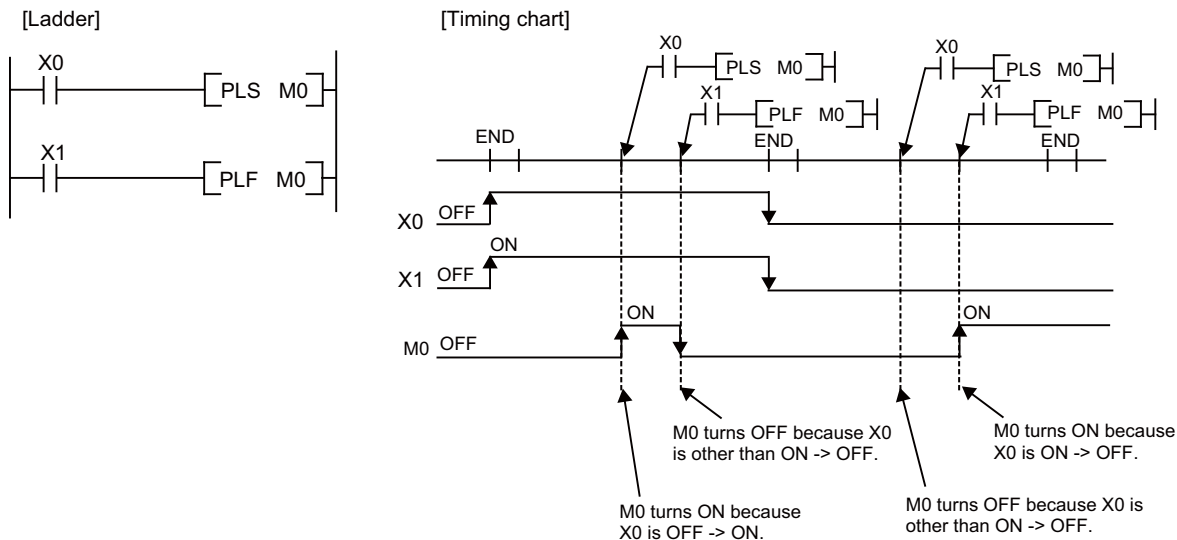 [Ladder]
X0
PLS M0
X1
PLF M0
[Timing chart]
X0
PLS M0
X1
PLF M0
X0
PLS M0
X1
PLF M0
END
END
END
X0 OFF
ON
X1 OFF
ON
ON
M0 OFF
M0 turns OFF because X0
is other than ON -> OFF.
M0 turns ON because
X0 is ON -> OFF.
M0 turns ON because
X0 is OFF -> ON.
M0 turns OFF because X0 is
other than ON -> OFF.